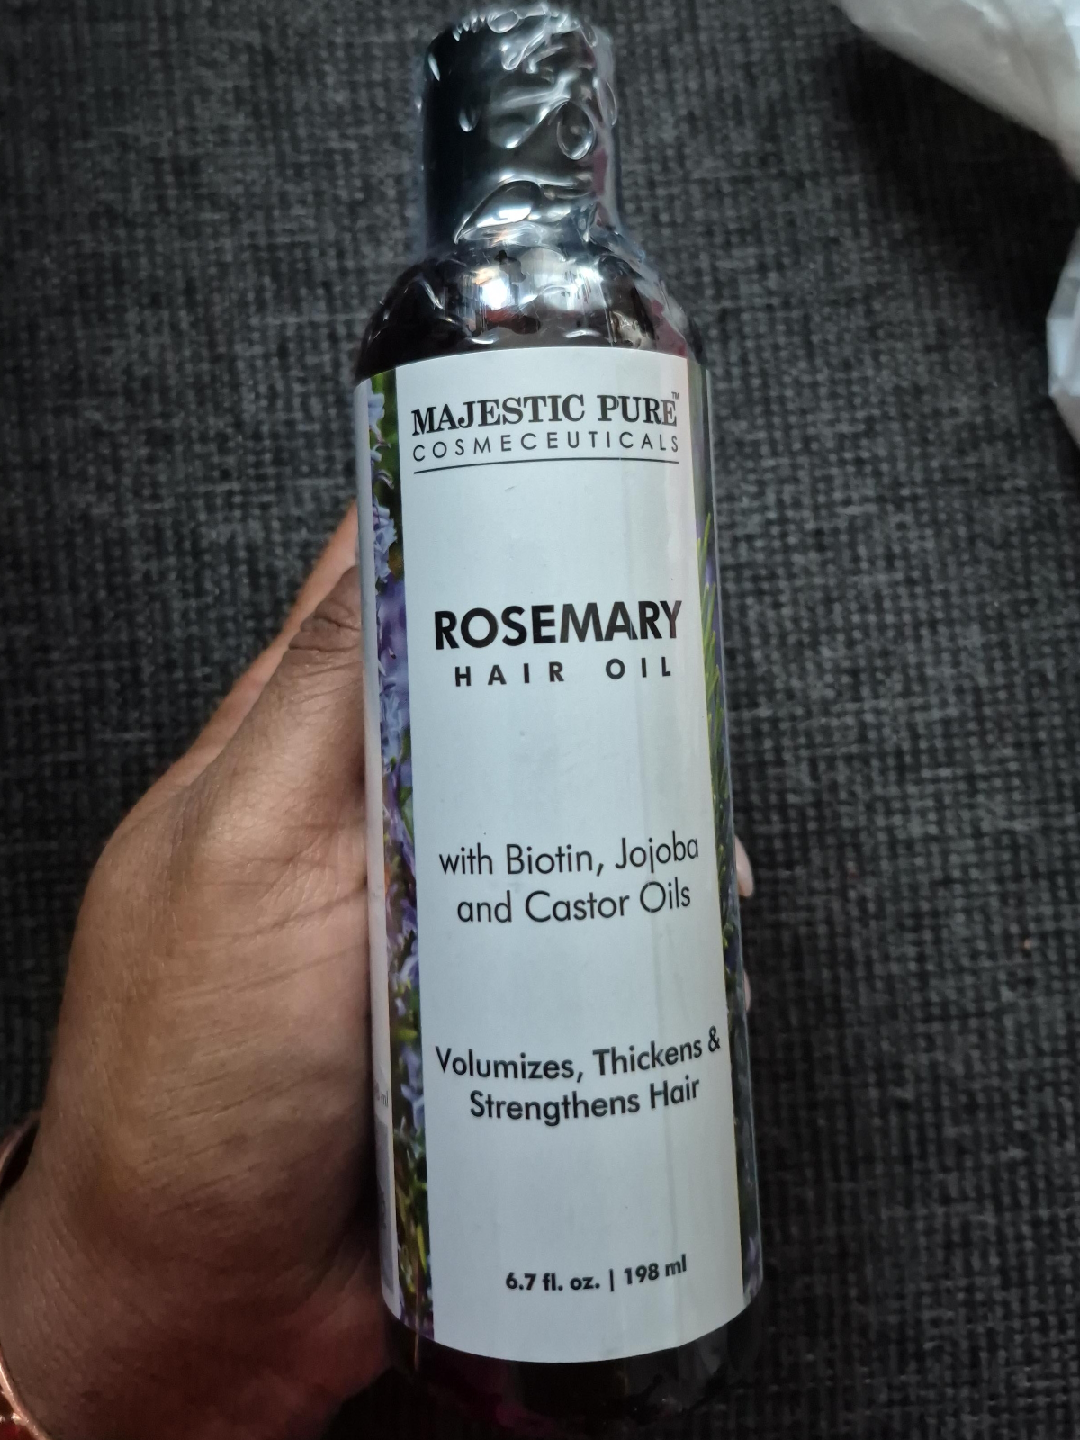 MAJESTIC PURE™
COSMECEUTICALS
ROSEMARY
HAIR OIL
with Biotin, Jojoba
and Castor Oils
Volumizes, Thickens &
Strengthens Hair
6.7 fl. oz. | 198 ml